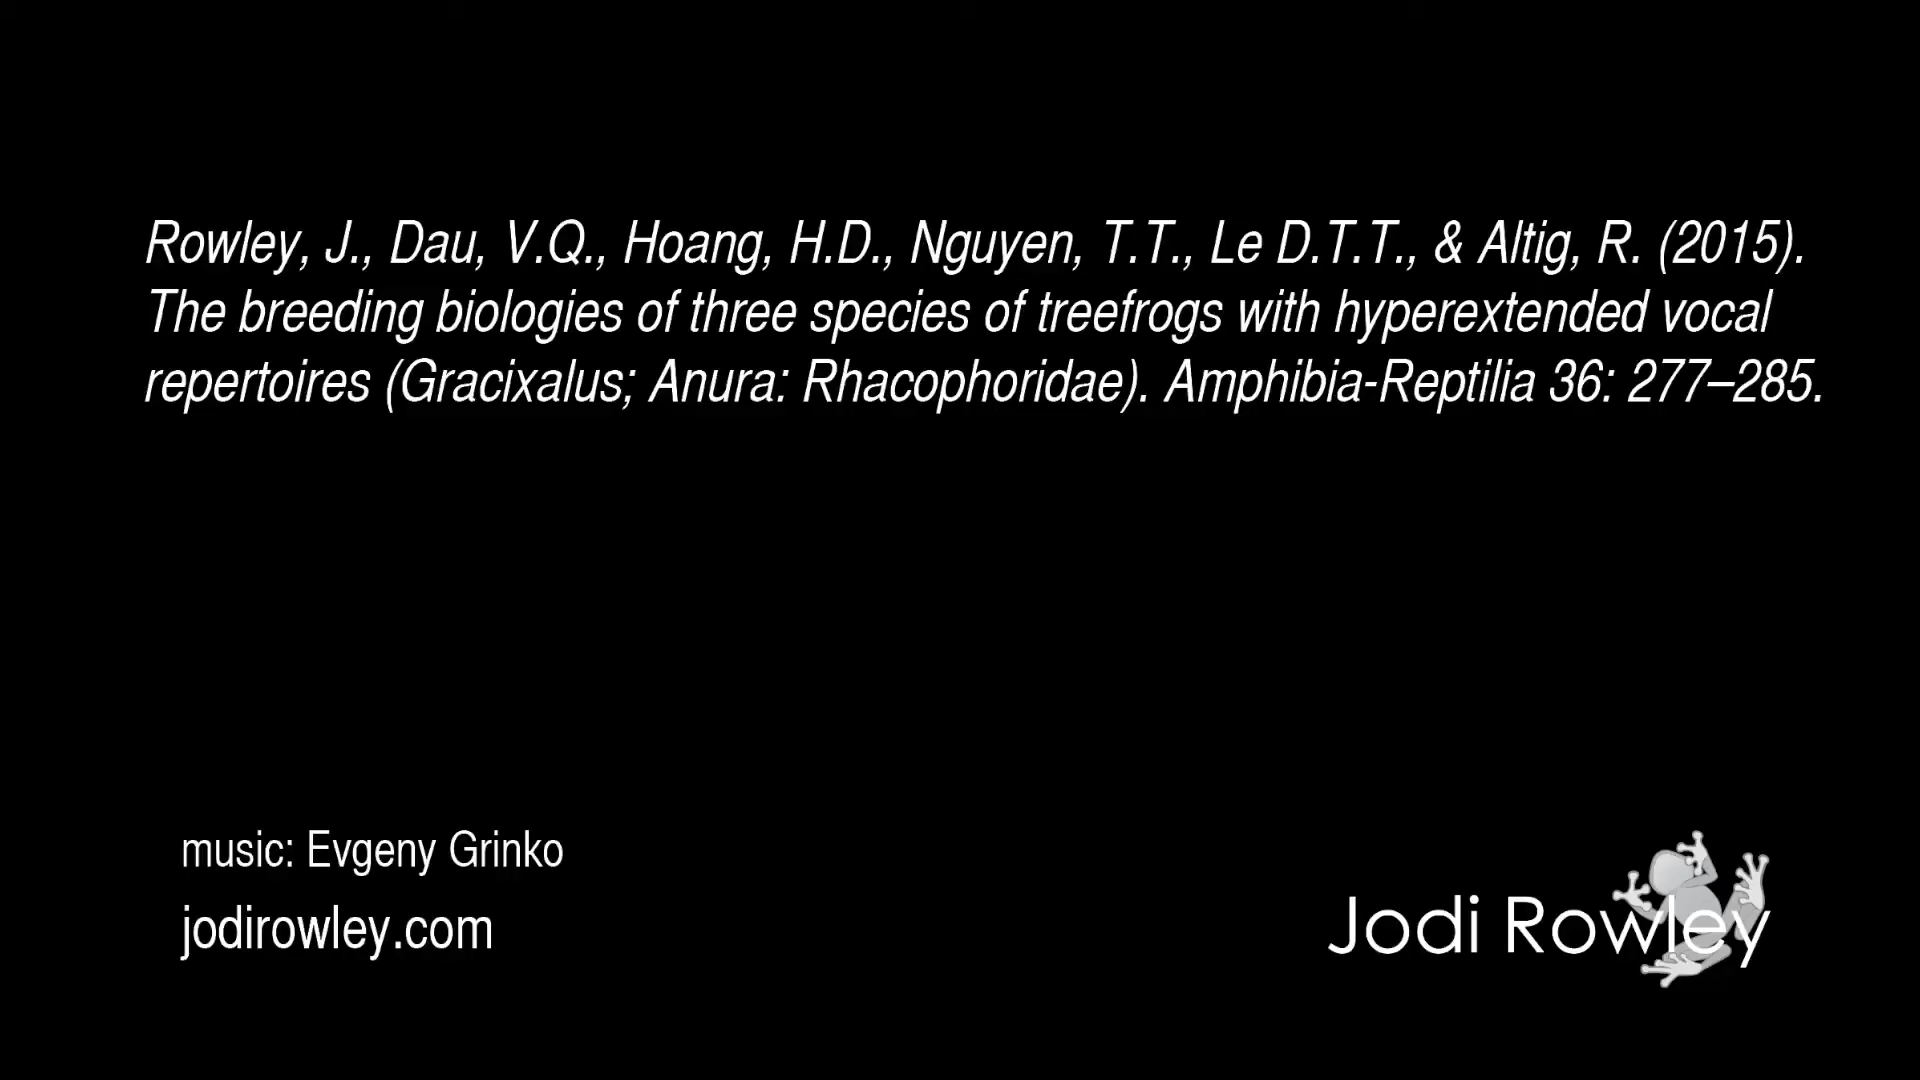 Rowley, J., Dau, V.Q., Hoang, H.D., Nguyen, T.T., Le D.T.T., & Altig, R. (2015).
The breeding biologies of three species of treefrogs with hyperextended vocal
repertoires (Gracixalus; Anura: Rhacophoridae). Amphibia-Reptilia 36: 277–285.
music: Evgeny Grinko
jodirowley.com
Jodi Rowley